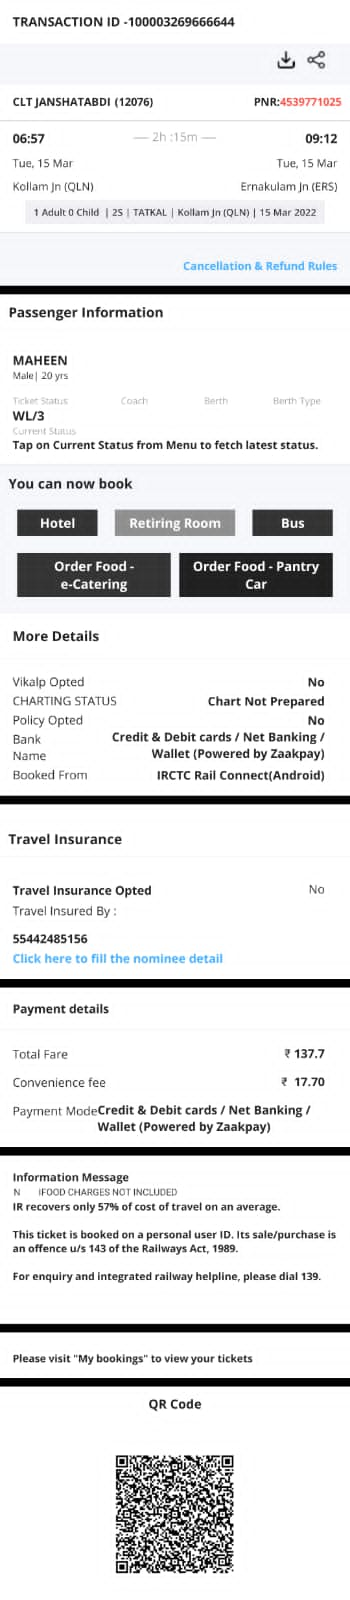 TRANSACTION ID -100003269666644
CLT JANSHATABDI (12076) PNR:4539771025
06:57 — 2h :15m — 09:12
Tue, 15 Mar Tue, 15 Mar
Kollam Jn (QLN) Ernakulam Jn (ERS)
1 Adult 0 Child | 2S | TATKAL | Kollam Jn (QLN) | 15 Mar 2022
Cancellation & Refund Rules
Passenger Information
MAHEEN
Male| 20 yrs
Ticket Status Coach Berth Berth Type
WL/3
Current Status
Tap on Current Status from Menu to fetch latest status.
You can now book
Hotel Retiring Room Bus
Order Food - Order Food - Pantry
e-Catering Car
More Details
Vikalp Opted No
CHARTING STATUS Chart Not Prepared
Policy Opted No
Bank Credit & Debit cards / Net Banking /
Name Wallet (Powered by Zaakpay)
Booked From IRCTC Rail Connect(Android)
Travel Insurance
Travel Insurance Opted No
Travel Insured By :
55442485156
Click here to fill the nominee detail
Payment details
Total Fare ₹ 137.7
Convenience fee ₹ 17.70
Payment Mode Credit & Debit cards / Net Banking /
Wallet (Powered by Zaakpay)
Information Message
N IFOOD CHARGES NOT INCLUDED
IR recovers only 57% of cost of travel on an average.
This ticket is booked on a personal user ID. Its sale/purchase is
an offence u/s 143 of the Railways Act, 1989.
For enquiry and integrated railway helpline, please dial 139.
Please visit "My bookings" to view your tickets
QR Code